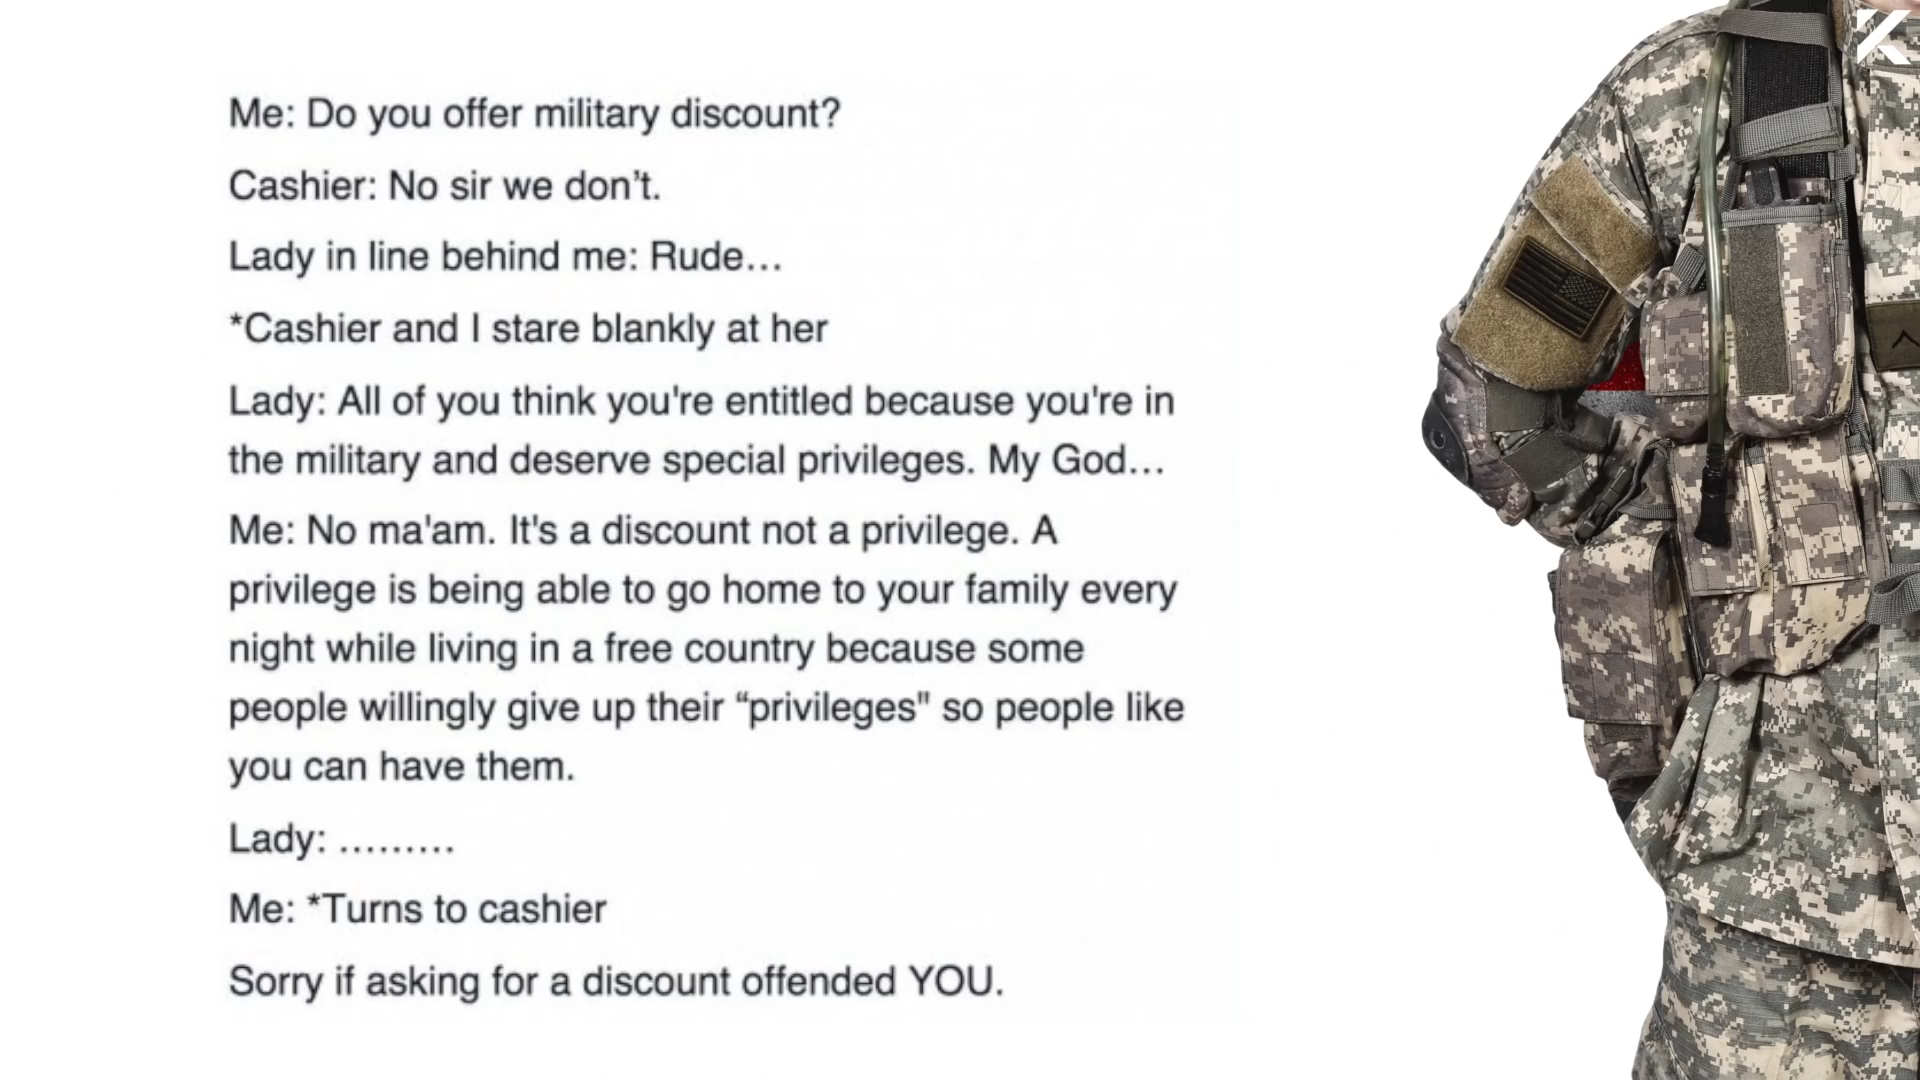 Me: Do you offer military discount?
Cashier: No sir we don’t.
Lady in line behind me: Rude…
*Cashier and I stare blankly at her
Lady: All of you think you're entitled because you're in
the military and deserve special privileges. My God…
Me: No ma'am. It's a discount not a privilege. A
privilege is being able to go home to your family every
night while living in a free country because some
people willingly give up their “privileges" so people like
you can have them.
Lady: ………
Me: *Turns to cashier
Sorry if asking for a discount offended YOU.